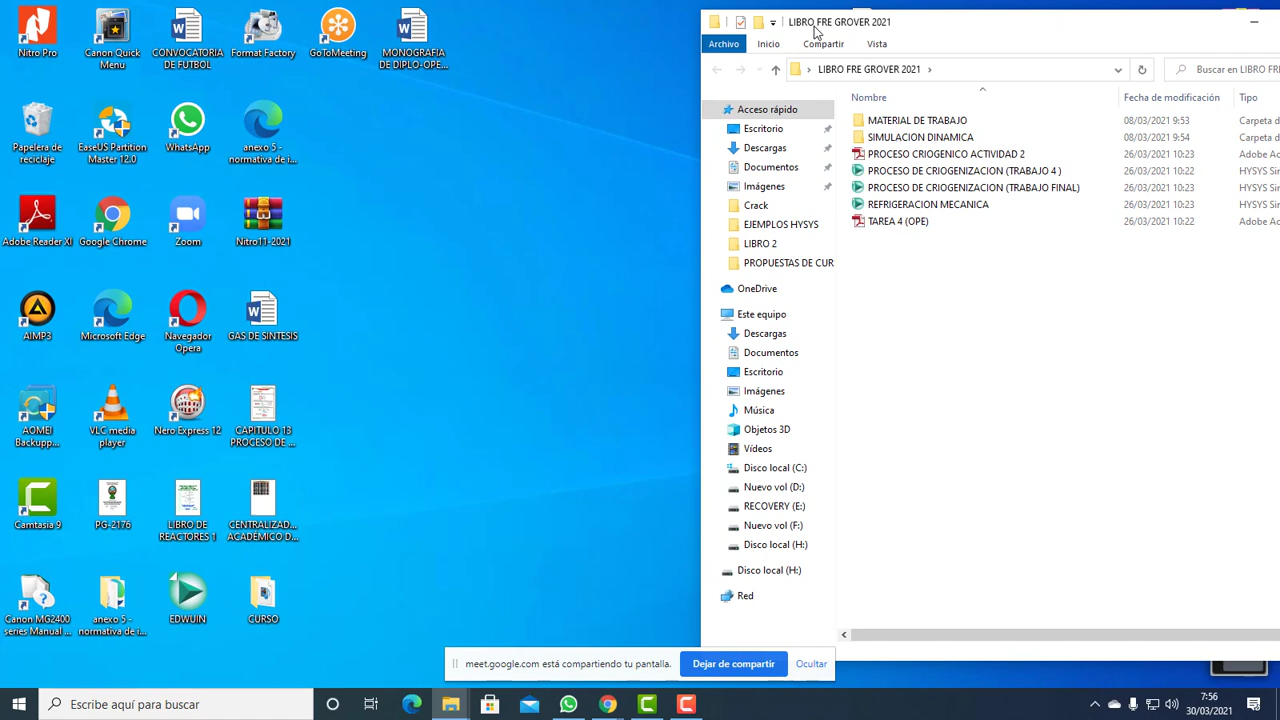 Nitro Pro
Canon Quick
Menu
CONVOCATORIA
DE FUTBOL
Format Factory
GoToMeeting
MONOGRAFIA
DE DIPLO-OPE...
Papelera de
reciclaje
EaseUS Partition
Master 12.0
WhatsApp
anexo 5 -
normativa de i...
Adobe Reader XI
Google Chrome
Zoom
Nitro11-2021
AIMP3
Microsoft Edge
Navegador
Opera
GAS DE SINTESIS
AOMEI
Backupp...
VLC media
player
Nero Express 12
CAPITULO 13
PROCESO DE ...
Camtasia 9
PG-2176
LIBRO DE
REACTORES 1
CENTRALIZAD...
ACADÉMICO D...
Canon MG2400
series Manual ...
anexo 5 -
normativa de i...
EDWUIN
CURSO
LIBRO FRE GROVER 2021
Archivo Inicio Compartir Vista
LIBRO FRE GROVER 2021
Buscar en LIBRO FRE
Nombre Fecha de modificación Tipo
MATERIAL DE TRABAJO 08/03/2021 9:53 Carpeta d
SIMULACION DINAMICA 08/03/2021 9:54 Carpeta d
PROCESO CRIOGENICO ACTIVIDAD 2 26/03/2021 10:23 Adobe Ac
PROCESO DE CRIOGENIZACION (TRABAJO 4 ) 26/03/2021 10:23 HYSYS Sir
PROCESO DE CRIOGENIZACION (TRABAJO FINAL) 26/03/2021 10:23 HYSYS Sir
REFRIGERACION MECANICA 26/03/2021 10:23 HYSYS Sir
TAREA 4 (OPE) 26/03/2021 10:22 Adobe Ac
Acceso rápido
Escritorio
Descargas
Documentos
Imágenes
Crack
EJEMPLOS HYSYS
LIBRO 2
PROPUESTAS DE CUR
OneDrive
Este equipo
Descargas
Documentos
Escritorio
Imágenes
Música
Objetos 3D
Vídeos
Disco local (C:)
Nuevo vol (D:)
RECOVERY (E:)
Nuevo vol (F:)
Disco local (H:)
Disco local (H:)
Red
meet.google.com está compartiendo tu pantalla. Dejar de compartir Ocultar
Escribe aquí para buscar
7:56
30/03/2021